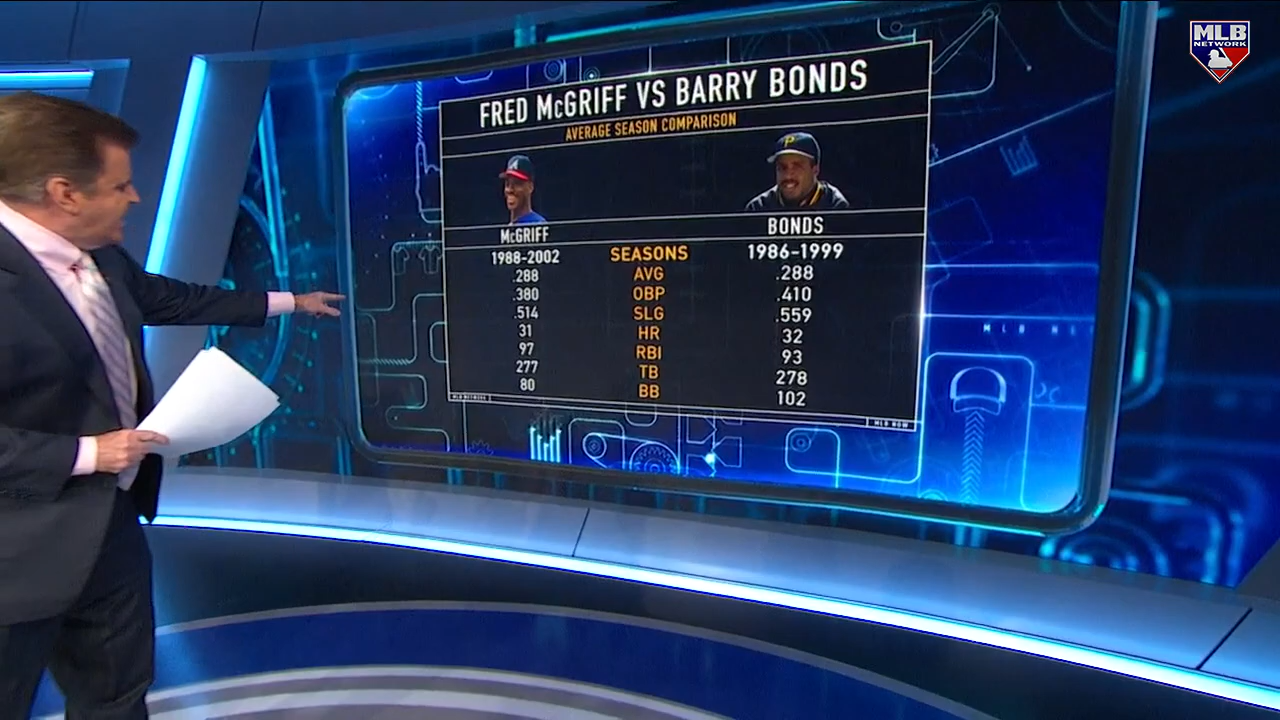 MLB
NETWORK
FRED McGRIFF VS BARRY BONDS
AVERAGE SEASON COMPARISON
A
P
McGRIFF BONDS
1988-2002 SEASONS 1986-1999
.288 AVG .288
.380 OBP .410
.514 SLG .559
31 HR 32
97 RBI 93
277 TB 278
80 BB 102
MLB NETWORK
MLB NOW